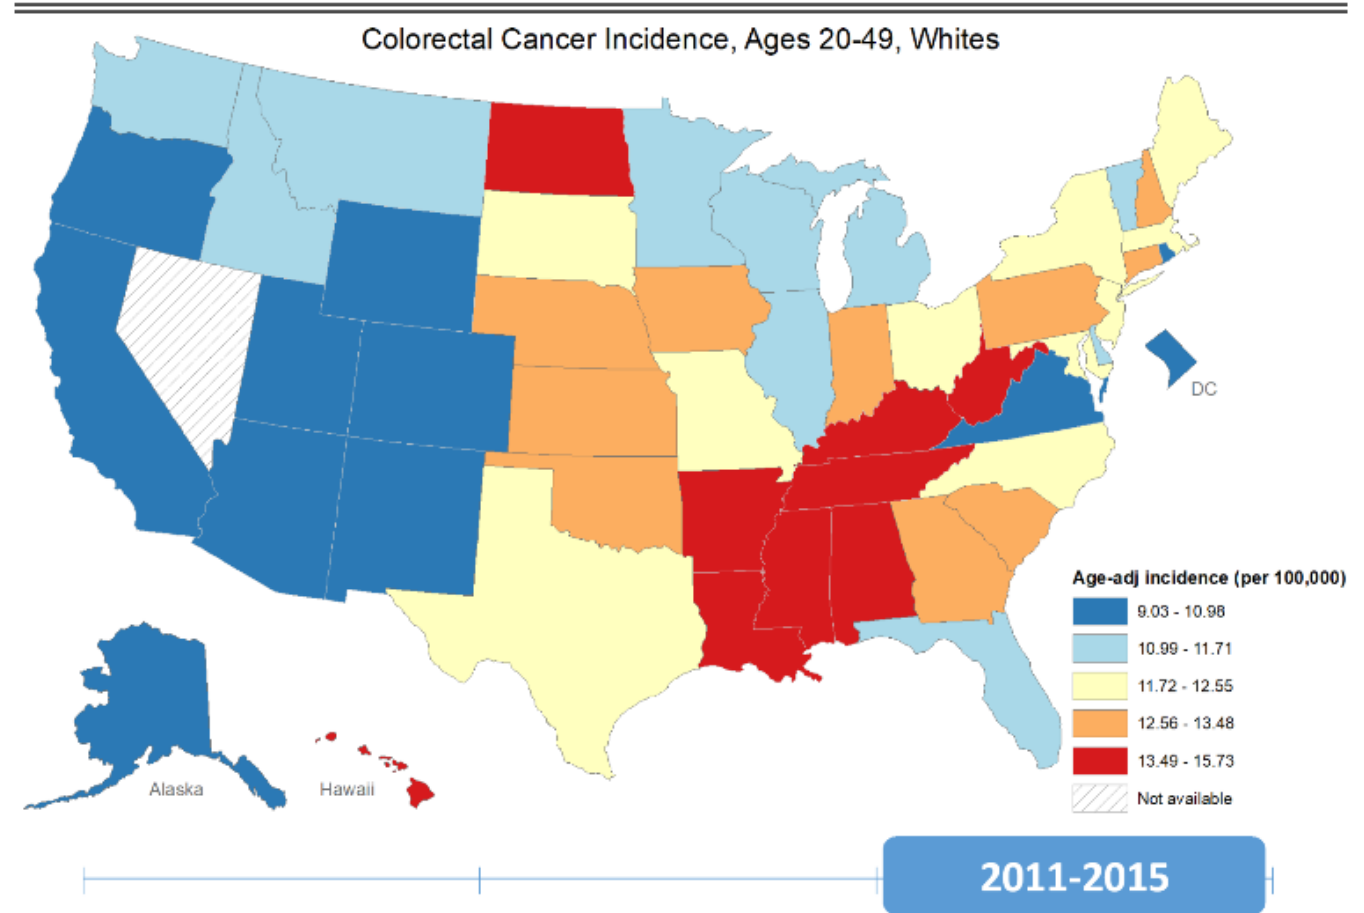 Colorectal Cancer Incidence, Ages 20-49, Whites
DC
Age-adj incidence (per 100,000)
9.03 - 10.98
10.99 - 11.71
11.72 - 12.55
12.56 - 13.48
13.49 - 15.73
Not available
Alaska
Hawaii
2011-2015